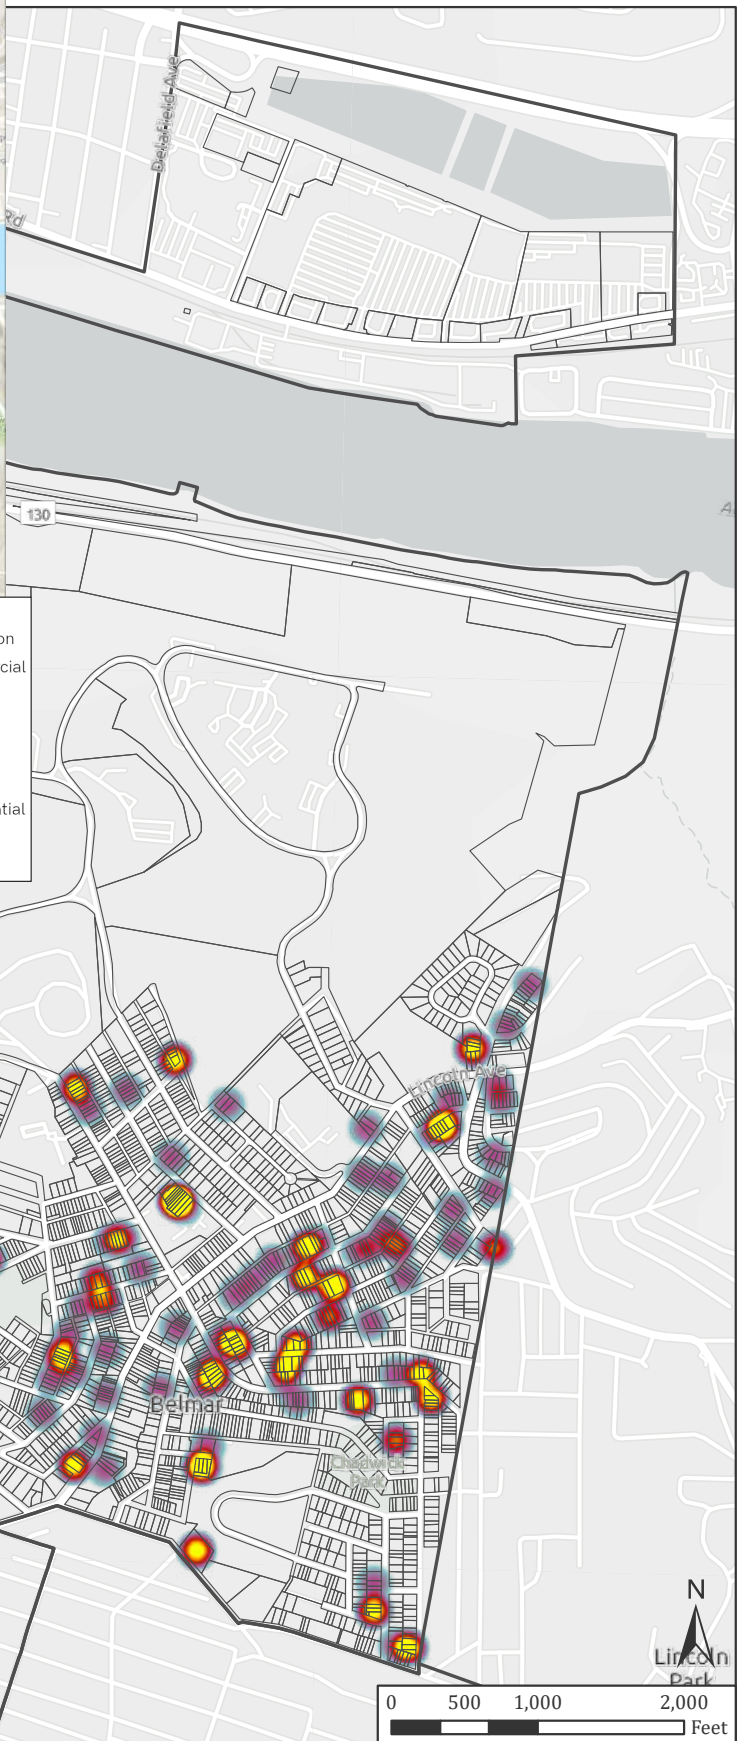 Delafield Ave
Rd
130
on
cial
tial
Lincoln Ave
Belmar
Chadwick
Park
N
Lincoln
Park
0 500 1,000 2,000
Feet